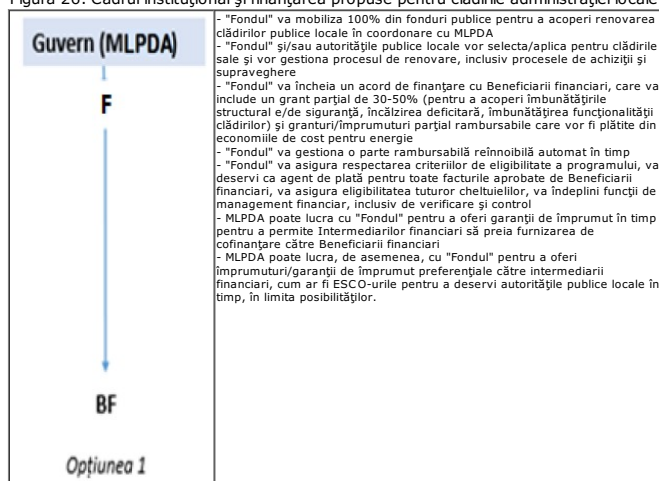 Figura 26. Cadrul instituţional şi finanţarea propuse pentru clădirile administraţiei locale
Guvern (MLPDA)
F
BF
Opțiunea 1
- "Fondul" va mobiliza 100% din fonduri publice pentru a acoperi renovarea
clădirilor publice locale în coordonare cu MLPDA
- "Fondul" şi/sau autorităţile publice locale vor selecta/aplica pentru clădirile
sale şi vor gestiona procesul de renovare, inclusiv procesele de achiziţii şi
supraveghere
- "Fondul" va încheia un acord de finanţare cu Beneficiarii financiari, care va
include un grant parţial de 30-50% (pentru a acoperi îmbunătăţirile
structural e/de siguranţă, încălzirea deficitară, îmbunătăţirea funcţionalităţii
clădirilor) şi granturi/împrumuturi parţial rambursabile care vor fi plătite din
economiile de cost pentru energie
- "Fondul" va gestiona o parte rambursabilă reînnoibilă automat în timp
- "Fondul" va asigura respectarea criteriilor de eligibilitate a programului, va
deservi ca agent de plată pentru toate facturile aprobate de Beneficiarii
financiari, va asigura eligibilitatea tuturor cheltuielilor, va îndeplini funcţii de
management financiar, inclusiv de verificare şi control
- MLPDA poate lucra cu "Fondul" pentru a oferi garanţii de împrumut în timp
pentru a permite Intermediarilor financiari să preia furnizarea de
cofinanţare către Beneficiarii financiari
- MLPDA poate lucra, de asemenea, cu "Fondul" pentru a oferi
împrumuturi/garanţii de împrumut preferenţiale către intermediarii
financiari, cum ar fi ESCO-urile pentru a deservi autorităţile publice locale în
timp, în limita posibilităţilor.